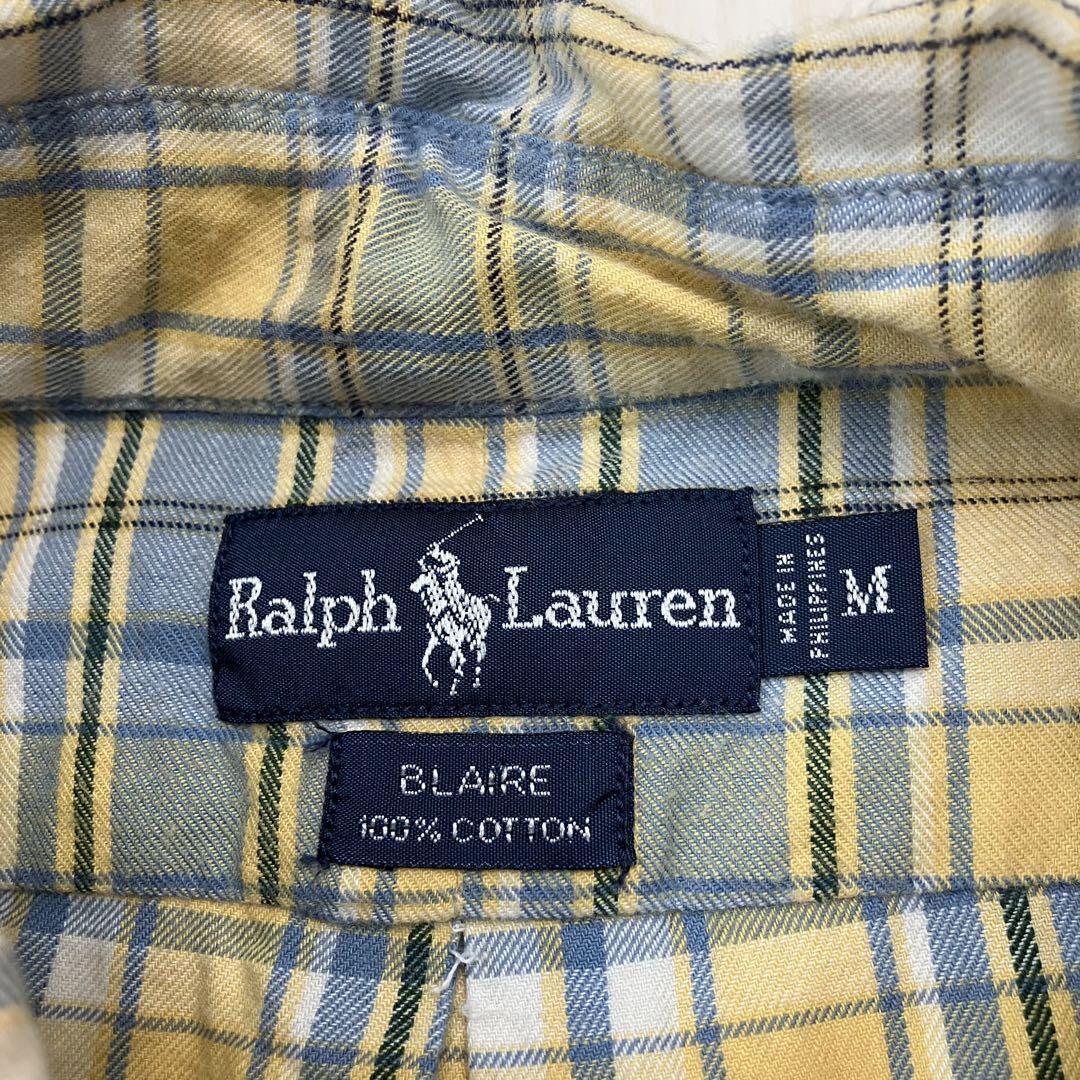 Ralph Lauren
MADE IN
PHILIPPINES
M
BLAIRE
100% COTTON